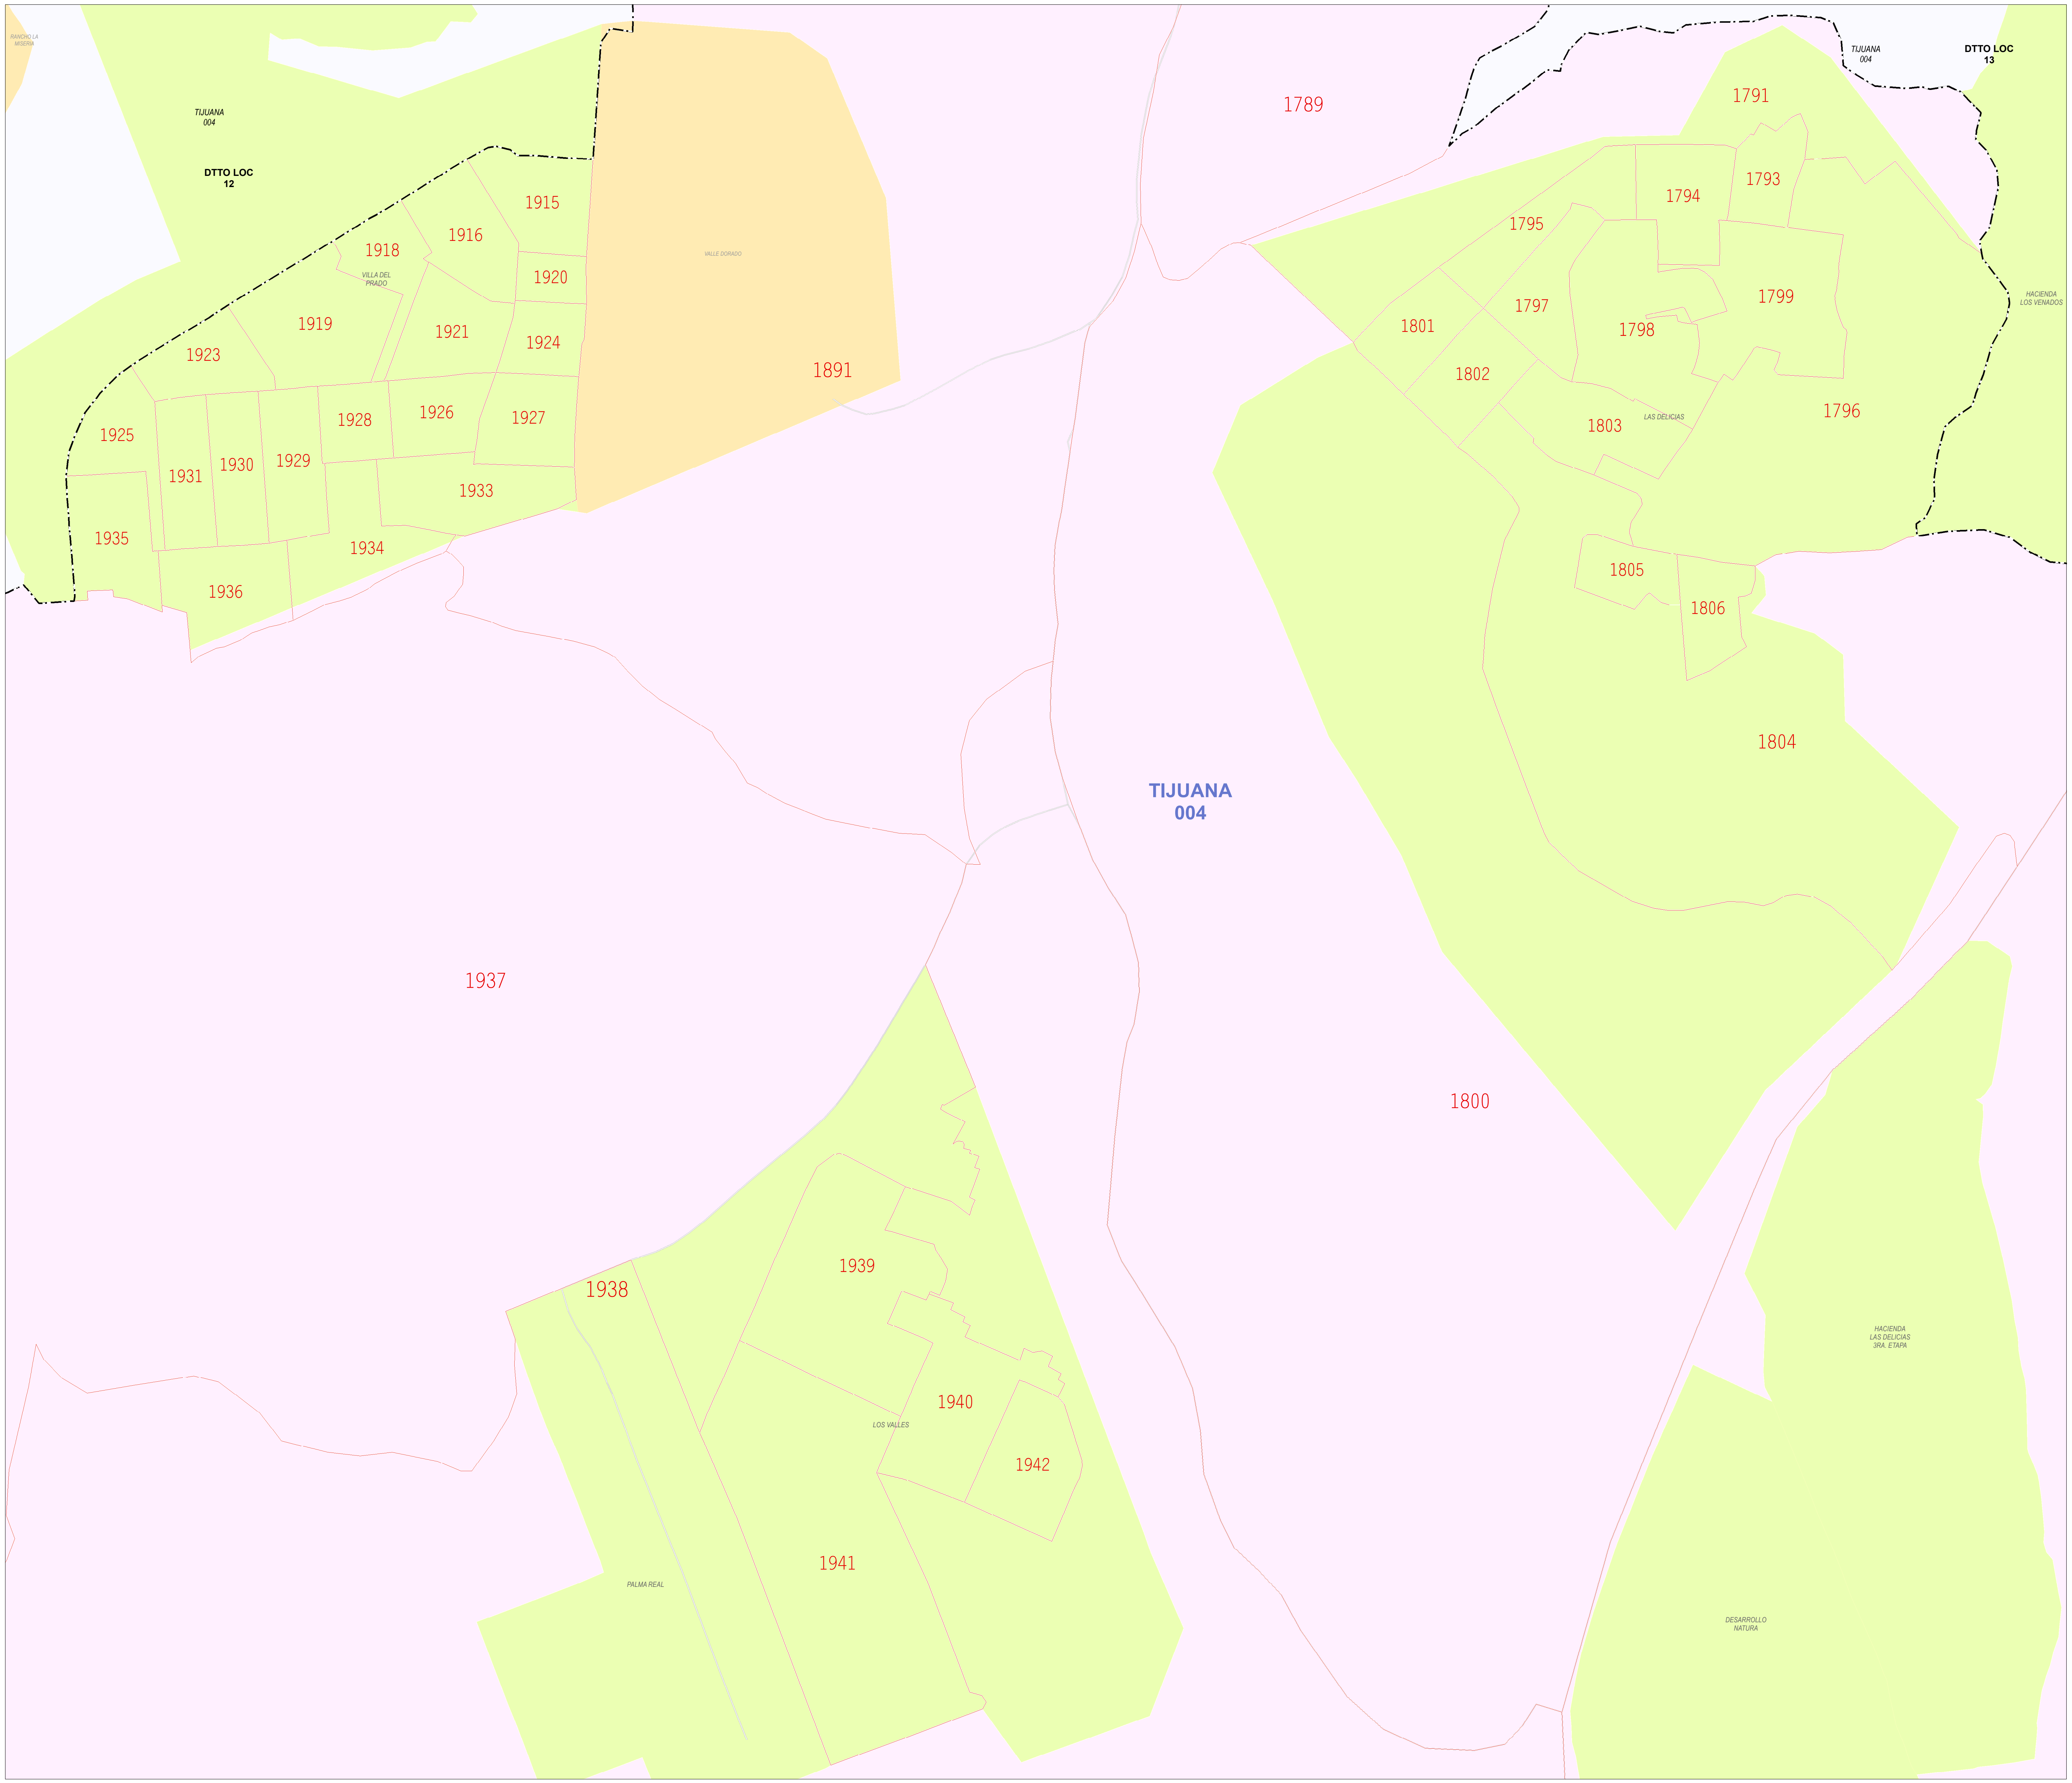 RANCHO LA
MISERIA
TIJUANA
004
DTTO LOC
13
1791
1789
TIJUANA
004
DTTO LOC
12
1793
1794
1915
1795
1916
1918
VALLE DORADO
VILLA DEL
PRADO
1920
HACIENDA
LOS VENADOS
1799
1797
1919
1801
1798
1921
1924
1923
1891
1802
1796
1928
1926
1927
LAS DELICIAS
1803
1925
1929
1930
1931
1933
1935
1934
1805
1936
1806
1804
TIJUANA
004
1937
1800
1939
1938
HACIENDA
LAS DELICIAS
3RA. ETAPA
1940
LOS VALLES
1942
1941
PALMA REAL
DESARROLLO
NATURA